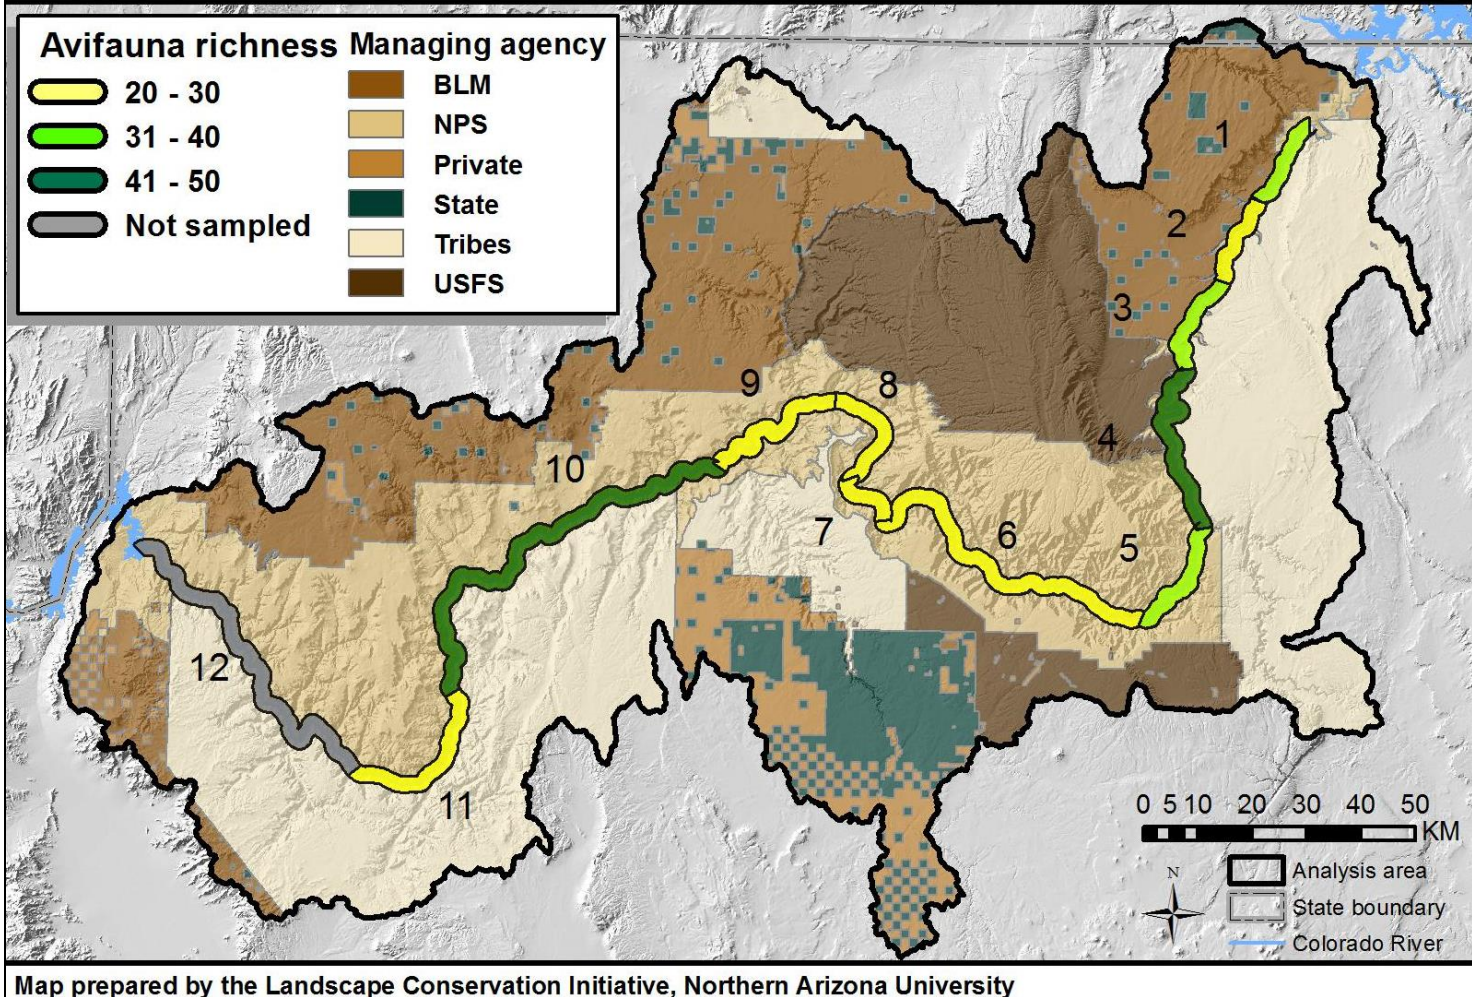 Avifauna richness
20 - 30
31 - 40
41 - 50
Not sampled
Managing agency
BLM
NPS
Private
State
Tribes
USFS
1
2
3
4
5
6
7
8
9
10
11
12
0 5 10 20 30 40 50
KM
N
Analysis area
State boundary
Colorado River
Map prepared by the Landscape Conservation Initiative, Northern Arizona University